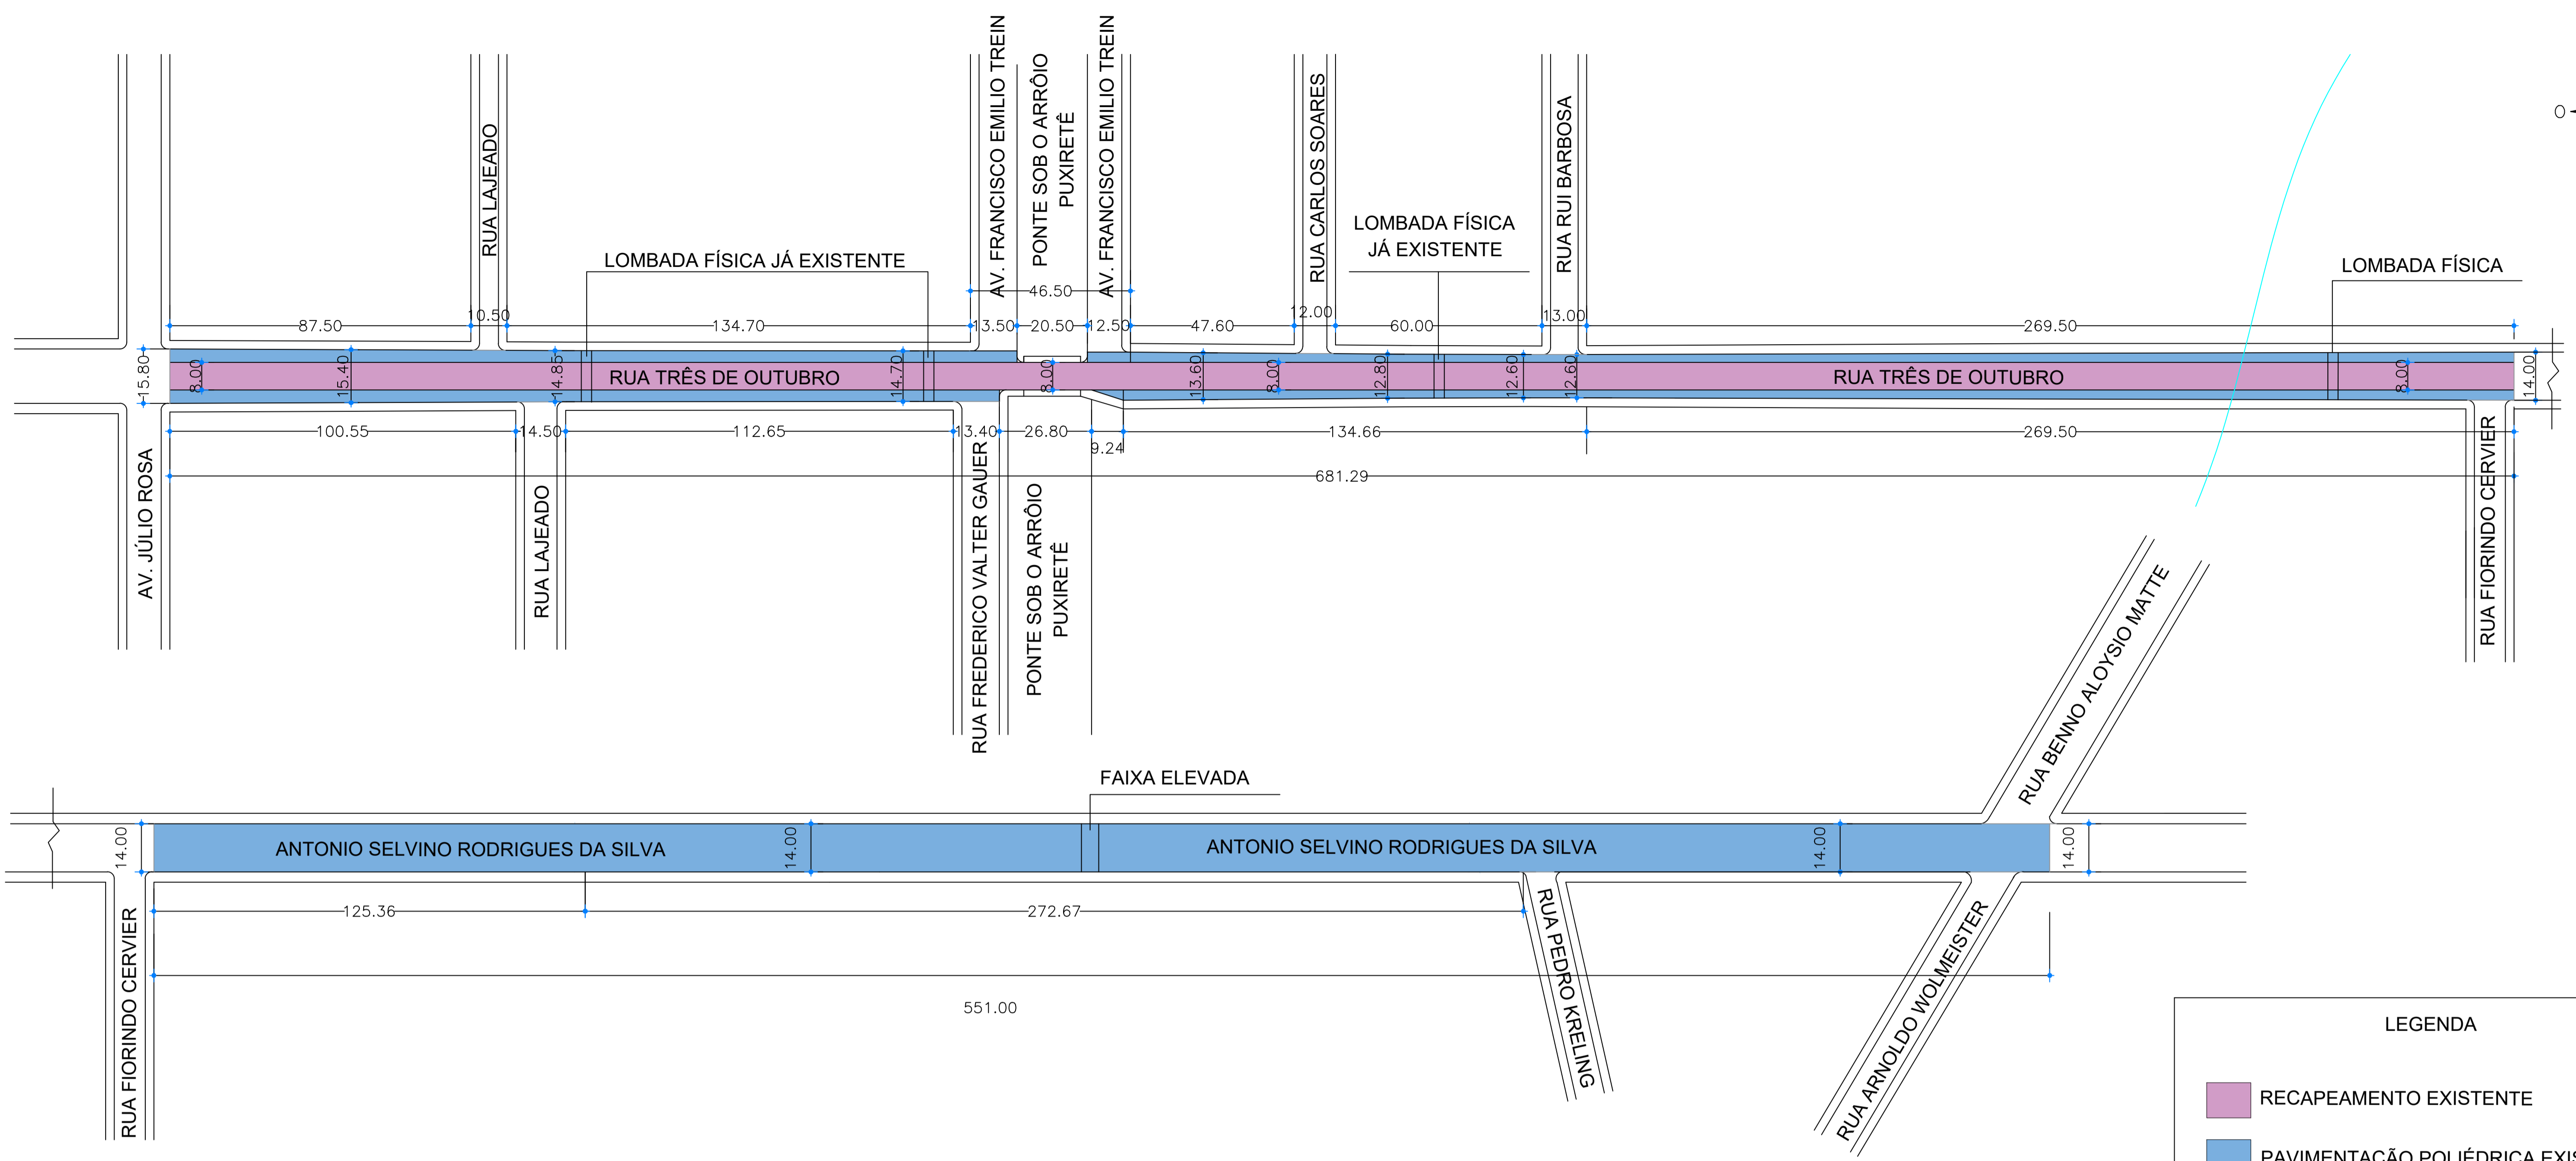 AV. FRANCISCO EMILIO TREIN
PONTE SOB O ARRÔIO
PUXIRETÊ
AV. FRANCISCO EMILIO TREIN
RUA LAJEADO
RUA CARLOS SOARES
RUA RUI BARBOSA
O
LOMBADA FÍSICA JÁ EXISTENTE
LOMBADA FÍSICA
JÁ EXISTENTE
LOMBADA FÍSICA
46.50
87.50
10.50
134.70
13.50
20.50
12.50
47.60
12.00
60.00
13.00
269.50
15.80
8.00
15.40
14.85
RUA TRÊS DE OUTUBRO
14.70
8.00
13.60
8.00
12.80
12.60
12.60
RUA TRÊS DE OUTUBRO
8.00
14.00
100.55
14.50
112.65
13.40
26.80
9.24
134.66
269.50
681.29
AV. JÚLIO ROSA
RUA LAJEADO
RUA FREDERICO VALTER GAUER
PONTE SOB O ARRÔIO
PUXIRETÊ
RUA FIORINDO CERVIER
RUA BENNO ALOYSIO MATTE
FAIXA ELEVADA
14.00
ANTONIO SELVINO RODRIGUES DA SILVA
14.00
ANTONIO SELVINO RODRIGUES DA SILVA
14.00
14.00
125.36
272.67
551.00
RUA FIORINDO CERVIER
RUA PEDRO KRELING
RUA ARNOLDO WOLMEISTER
LEGENDA
RECAPEAMENTO EXISTENTE
PAVIMENTAÇÃO POLIÉDRICA EXIS